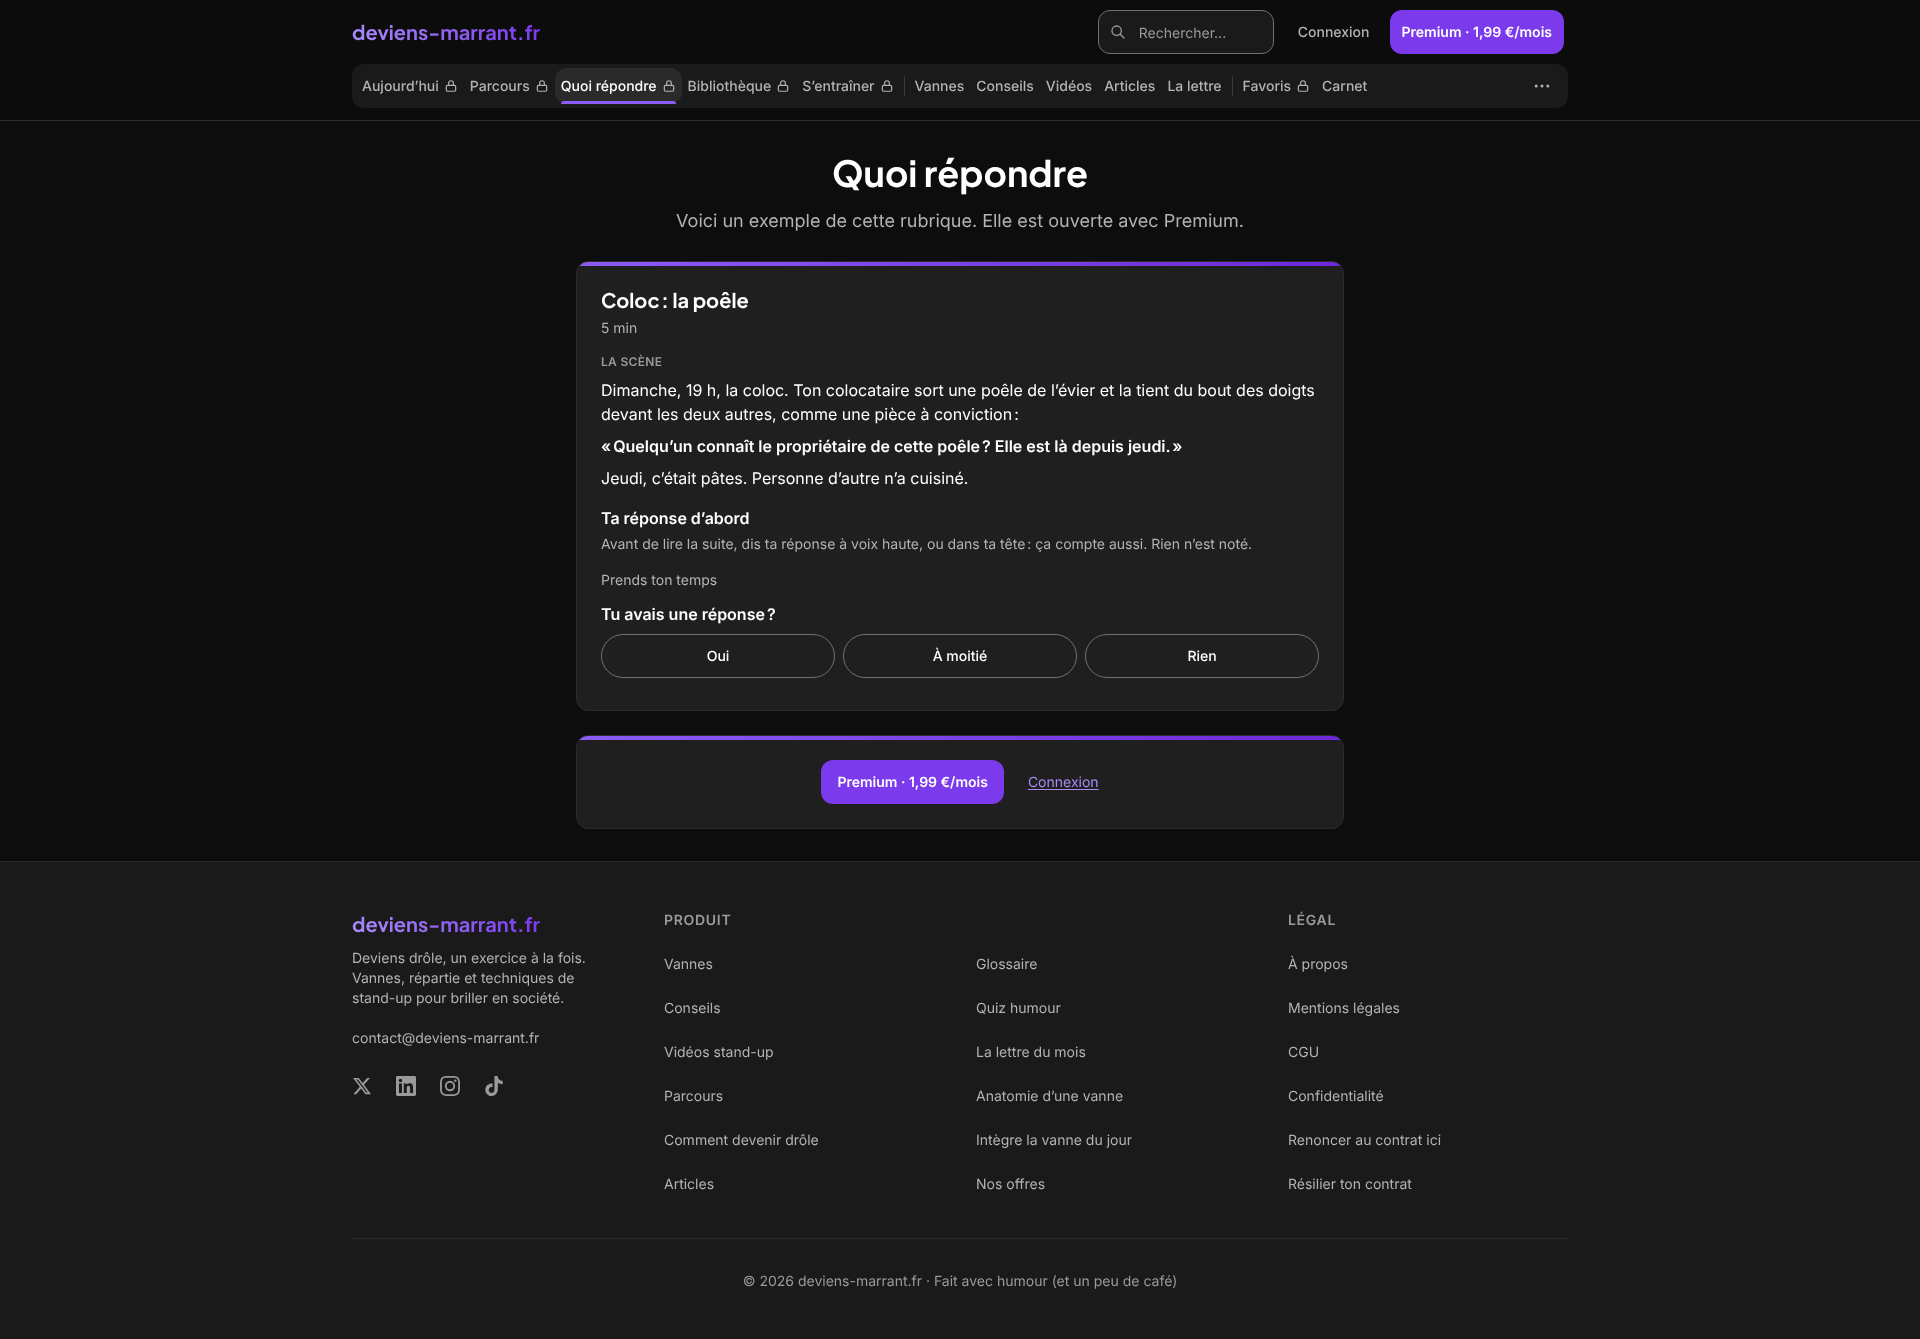 deviens-marrant.fr
Rechercher...
Connexion
Premium · 1,99 €/mois
Aujourd’hui
Parcours
Quoi répondre
Bibliothèque
S’entraîner
Vannes
Conseils
Vidéos
Articles
La lettre
Favoris
Carnet
Quoi répondre
Voici un exemple de cette rubrique. Elle est ouverte avec Premium.
Coloc : la poêle
5 min
LA SCÈNE
Dimanche, 19 h, la coloc. Ton colocataire sort une poêle de l’évier et la tient du bout des doigts
devant les deux autres, comme une pièce à conviction :
« Quelqu’un connaît le propriétaire de cette poêle ? Elle est là depuis jeudi. »
Jeudi, c’était pâtes. Personne d’autre n’a cuisiné.
Ta réponse d’abord
Avant de lire la suite, dis ta réponse à voix haute, ou dans ta tête : ça compte aussi. Rien n’est noté.
Prends ton temps
Tu avais une réponse ?
Oui
À moitié
Rien
Premium · 1,99 €/mois
Connexion
deviens-marrant.fr
Deviens drôle, un exercice à la fois.
Vannes, répartie et techniques de
stand-up pour briller en société.
contact@deviens-marrant.fr
PRODUIT
Vannes
Conseils
Vidéos stand-up
Parcours
Comment devenir drôle
Articles
Glossaire
Quiz humour
La lettre du mois
Anatomie d’une vanne
Intègre la vanne du jour
Nos offres
LÉGAL
À propos
Mentions légales
CGU
Confidentialité
Renoncer au contrat ici
Résilier ton contrat
© 2026 deviens-marrant.fr · Fait avec humour (et un peu de café)